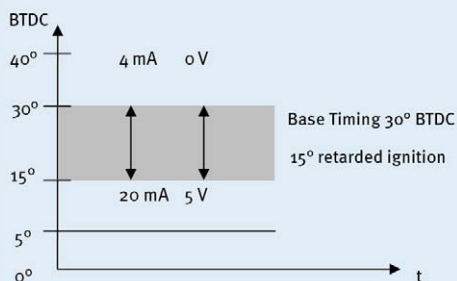 BTDC
40° 4 mA 0 V
30°
Base Timing 30° BTDC
15° retarded ignition
15°
20 mA 5 V
5°
0°
t